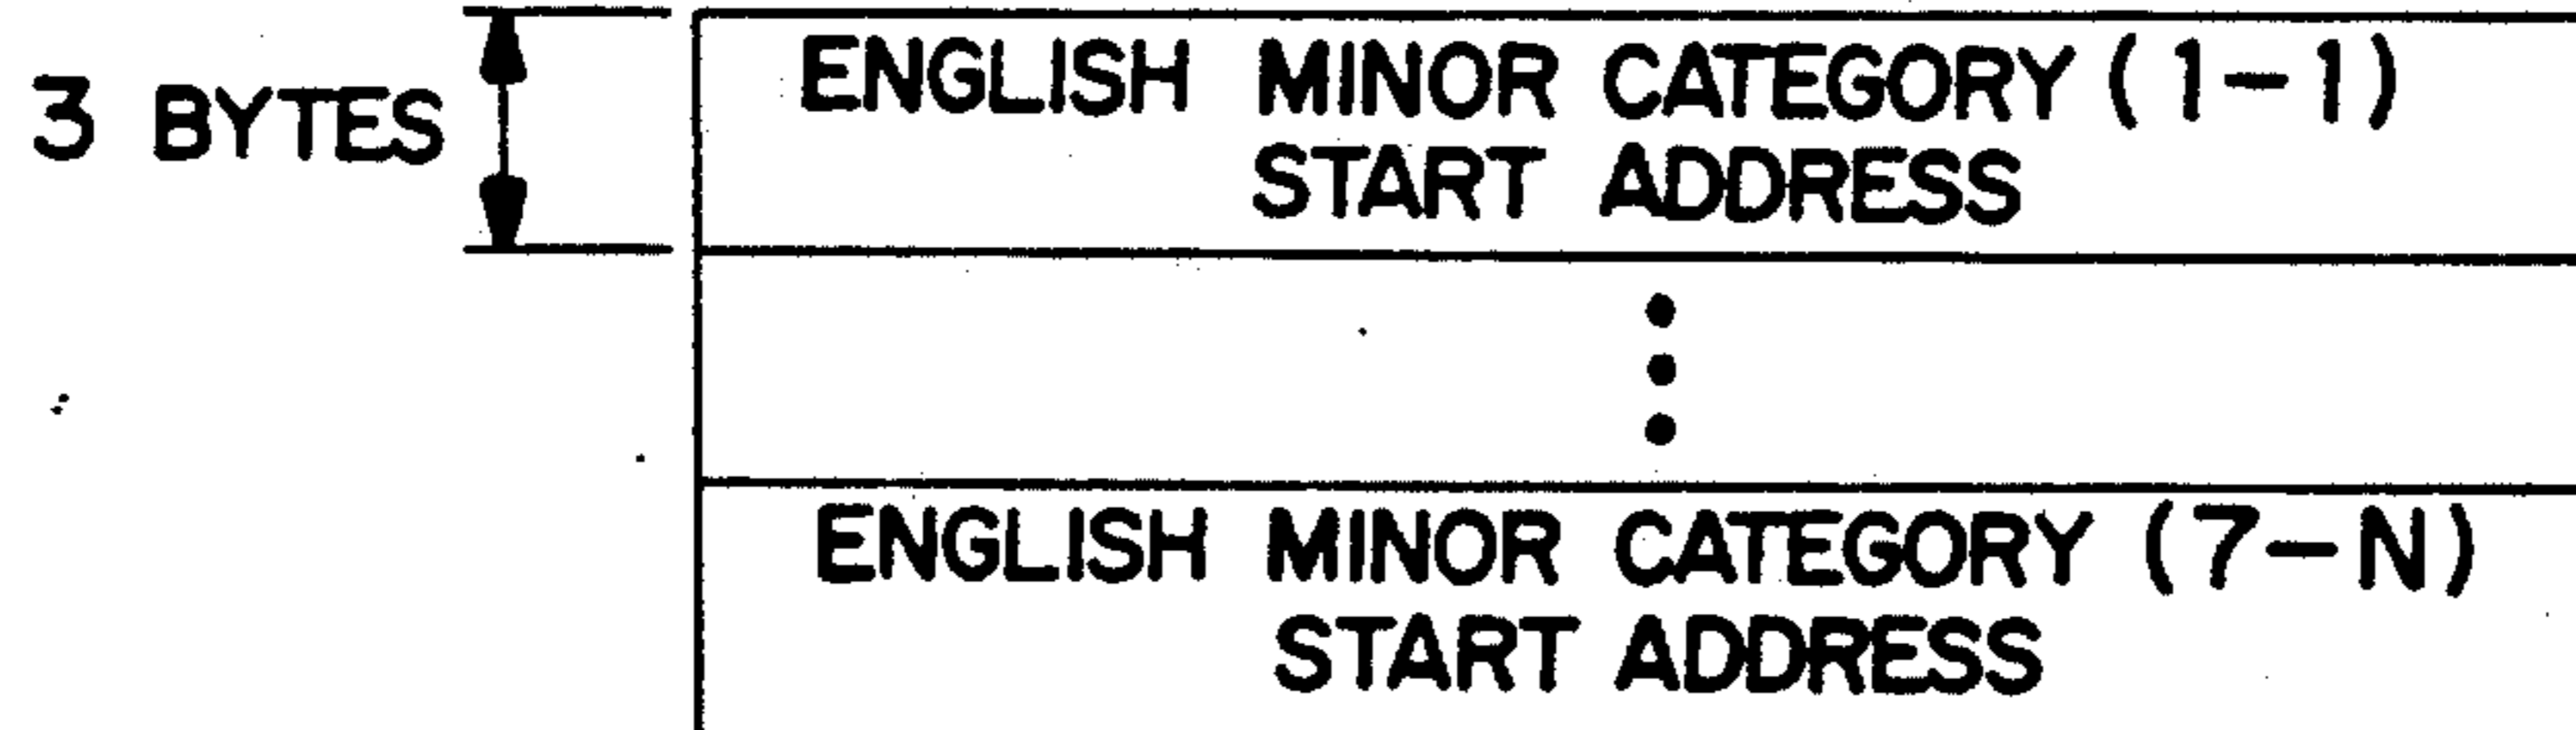 3 BYTES
ENGLISH MINOR CATEGORY (1-1)
START ADDRESS
ENGLISH MINOR CATEGORY (7-N)
START ADDRESS